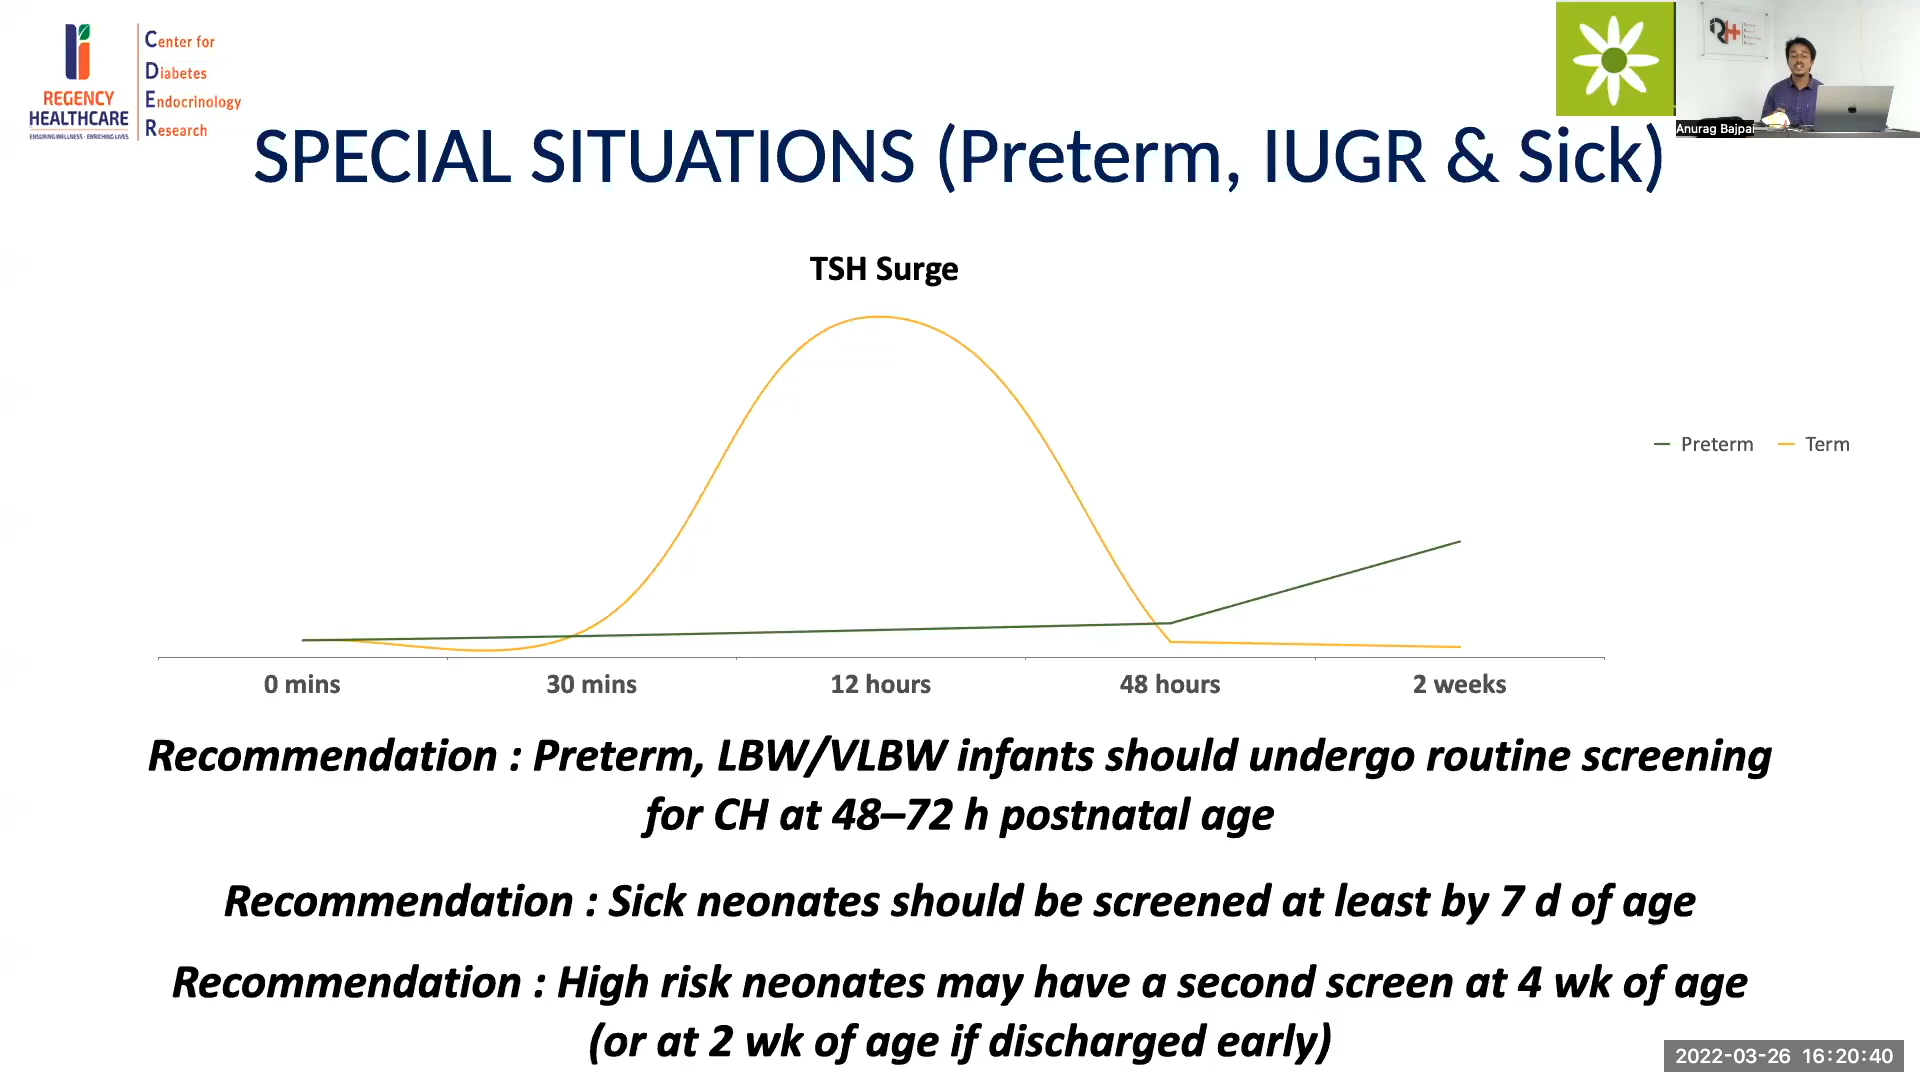 REGENCY
HEALTHCARE
ENSURING WELLNESS - ENRICHING LIVES
Center for
Diabetes
Endocrinology
Research
Anurag Bajpai
SPECIAL SITUATIONS (Preterm, IUGR & Sick)
TSH Surge
Preterm Term
0 mins 30 mins 12 hours 48 hours 2 weeks
Recommendation : Preterm, LBW/VLBW infants should undergo routine screening
for CH at 48–72 h postnatal age
Recommendation : Sick neonates should be screened at least by 7 d of age
Recommendation : High risk neonates may have a second screen at 4 wk of age
(or at 2 wk of age if discharged early)
2022-03-26 16:20:40